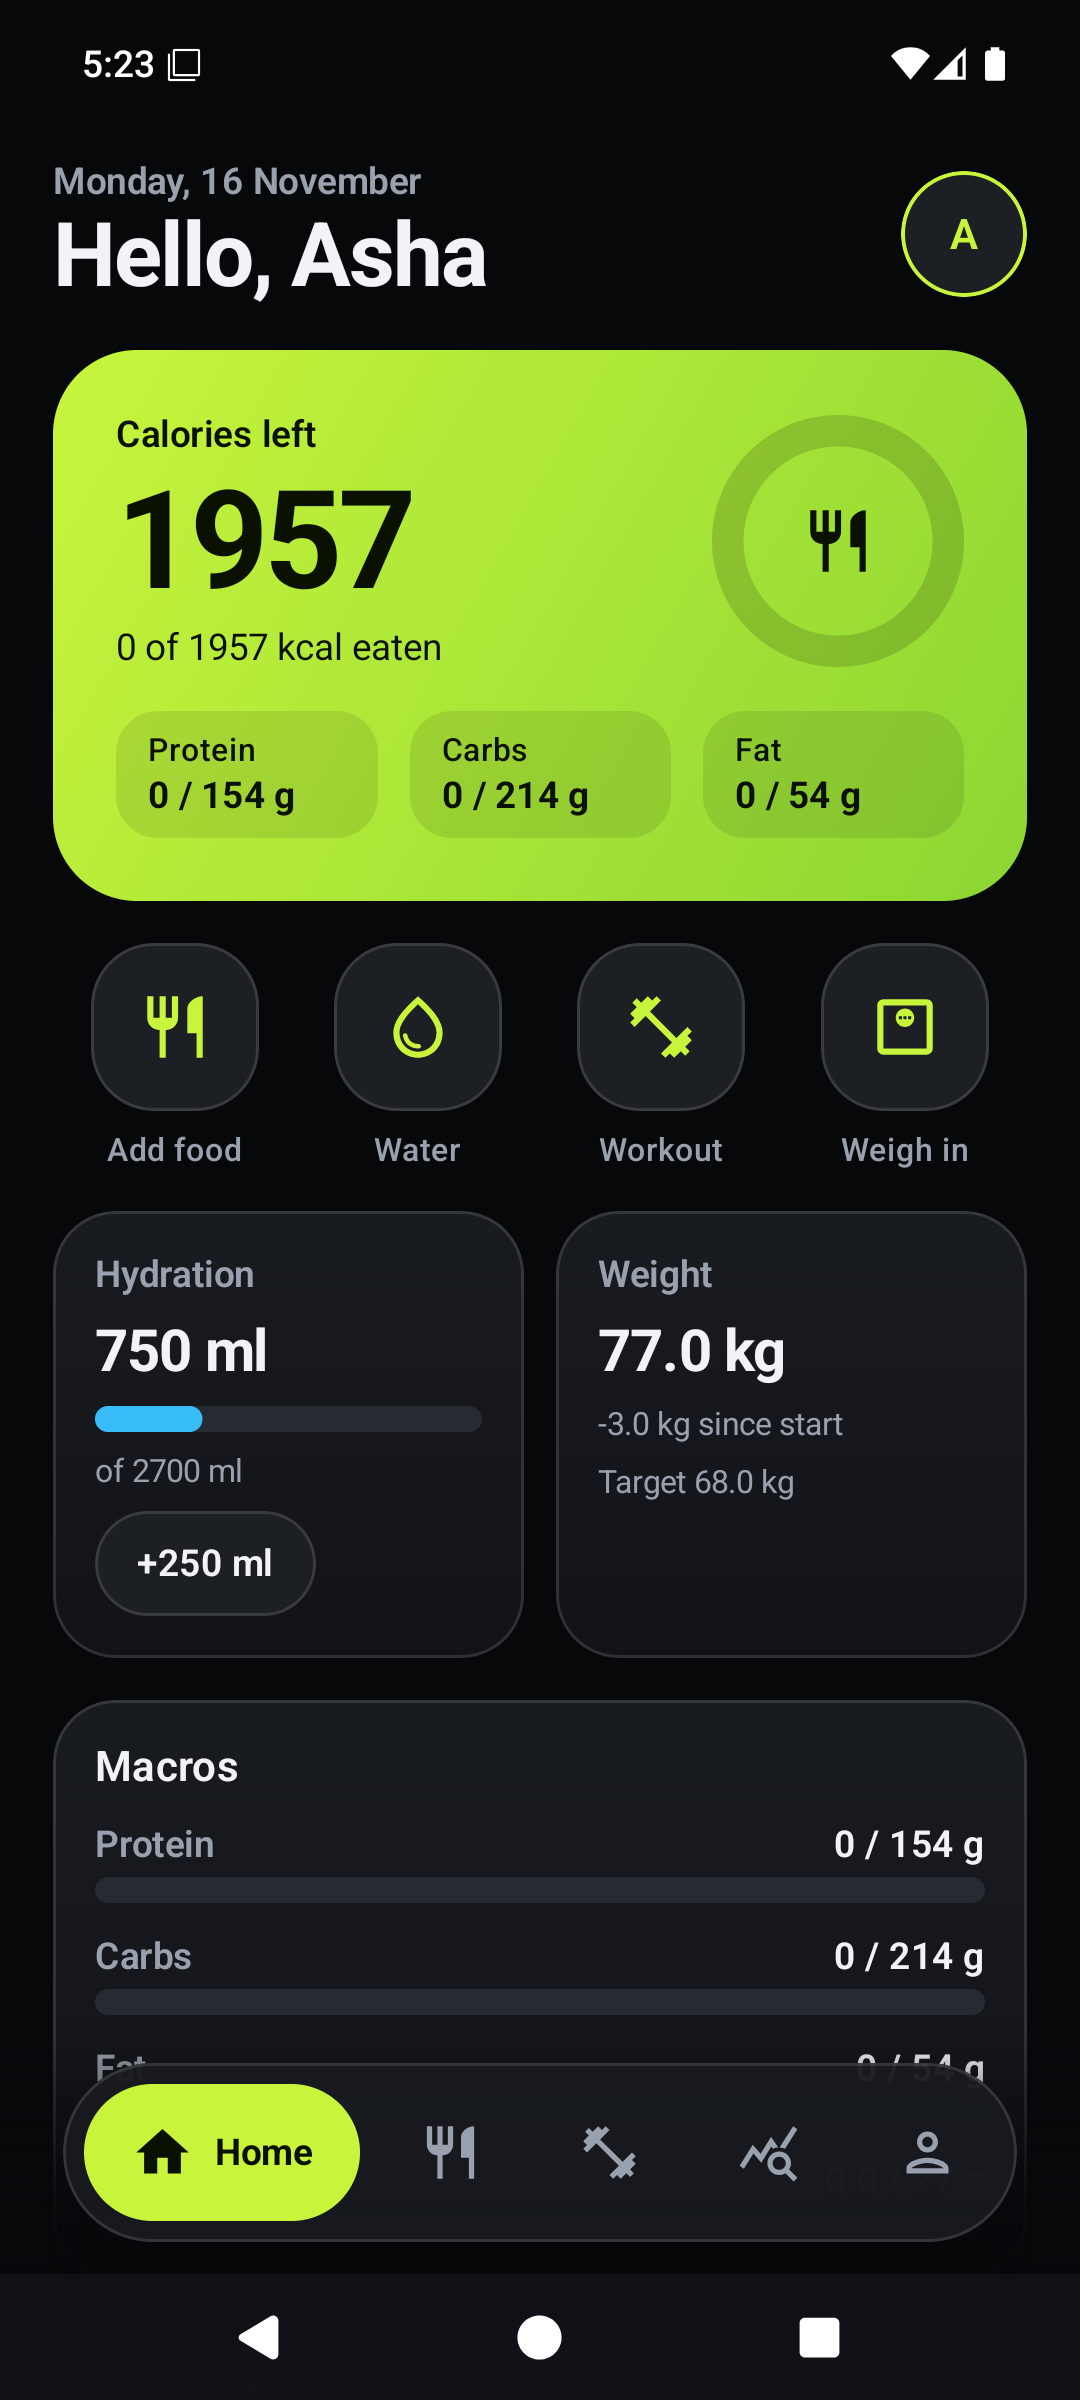 5:23
Monday, 16 November
Hello, Asha
A
Calories left
1957
0 of 1957 kcal eaten
Protein
0 / 154 g
Carbs
0 / 214 g
Fat
0 / 54 g
Add food
Water
Workout
Weigh in
Hydration
750 ml
of 2700 ml
+250 ml
Weight
77.0 kg
-3.0 kg since start
Target 68.0 kg
Macros
Protein
0 / 154 g
Carbs
0 / 214 g
Fat
0 / 54 g
Home